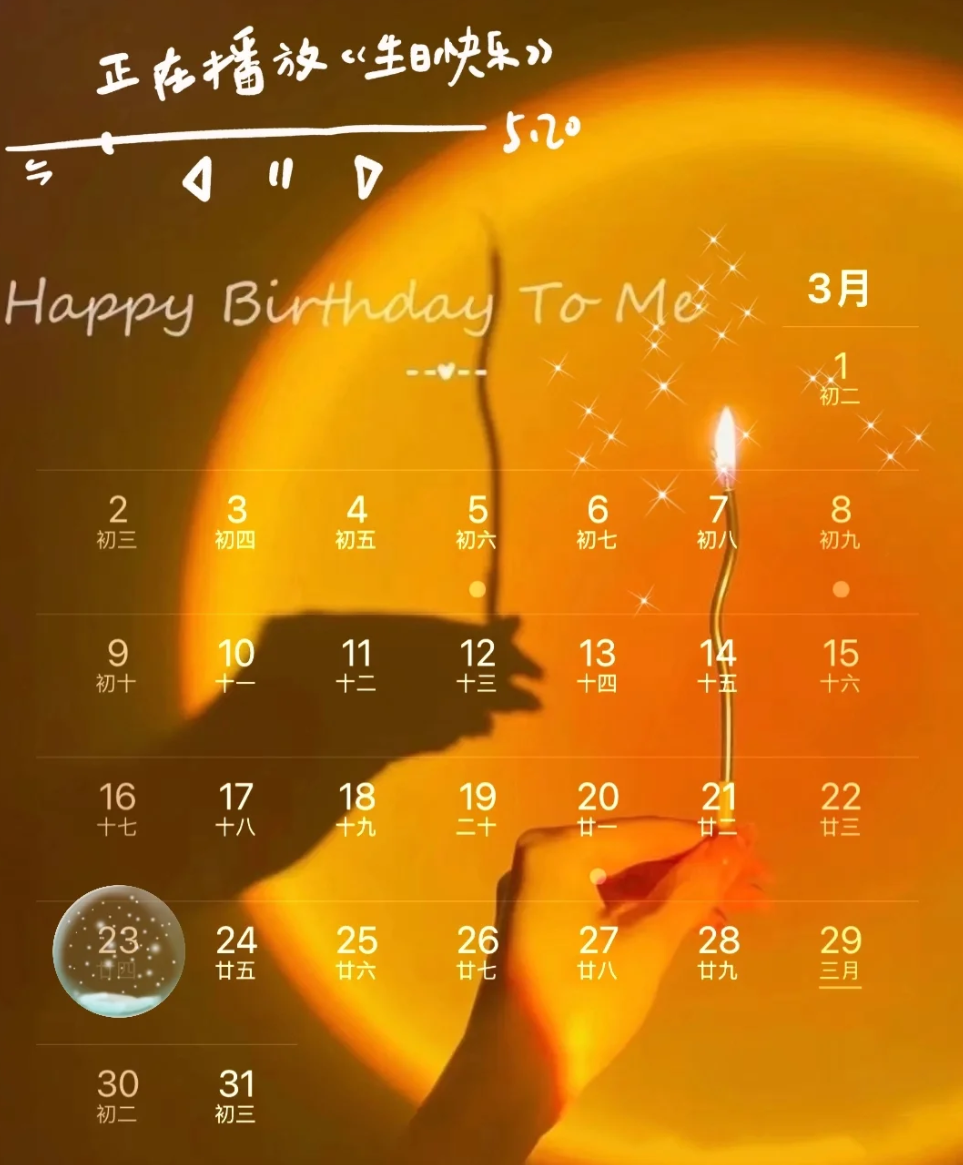 正在播放《生日快乐》
5.20
Happy Birthday To Me
3月
1
初二
2 3 4 5 6 7 8
初三 初四 初五 初六 初七 初八 初九
9 10 11 12 13 14 15
初十 十一 十二 十三 十四 十五 十六
16 17 18 19 20 21 22
十七 十八 十九 二十 廿一 廿二 廿三
23 24 25 26 27 28 29
廿四 廿五 廿六 廿七 廿八 廿九 三月
30 31
初二 初三